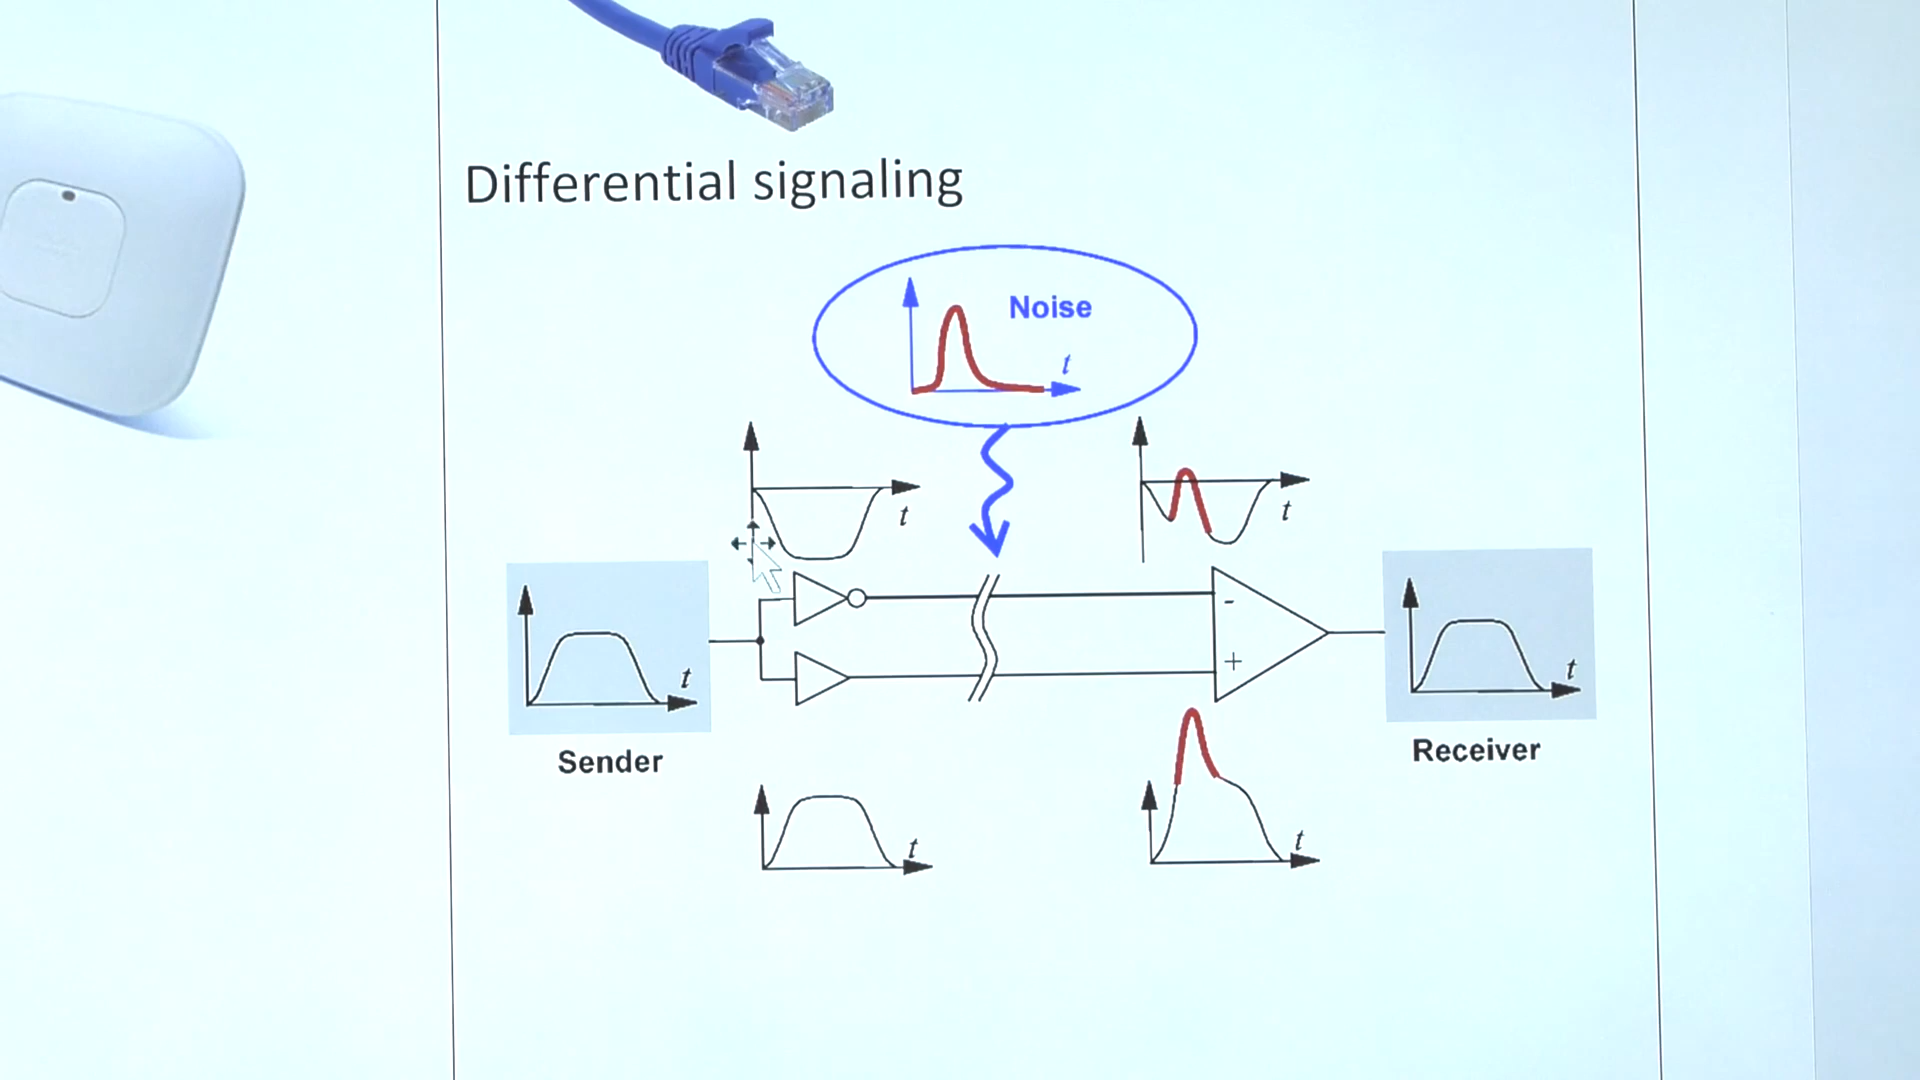 Differential signaling
Noise
t
t
t
-
+
t
t
Sender
Receiver
t
t